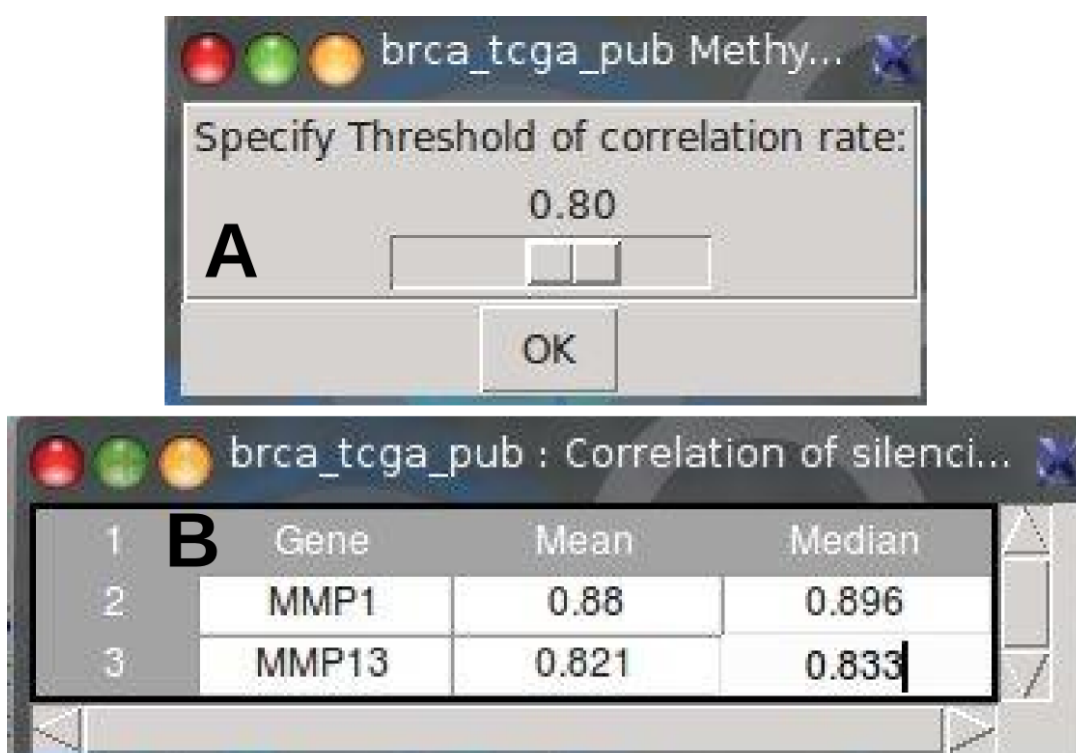 brca_tcga_pub Methy...
Specify Threshold of correlation rate:
0.80
A
OK
brca_tcga_pub : Correlation of silenci...
B
1 Gene Mean Median
2 MMP1 0.88 0.896
3 MMP13 0.821 0.833